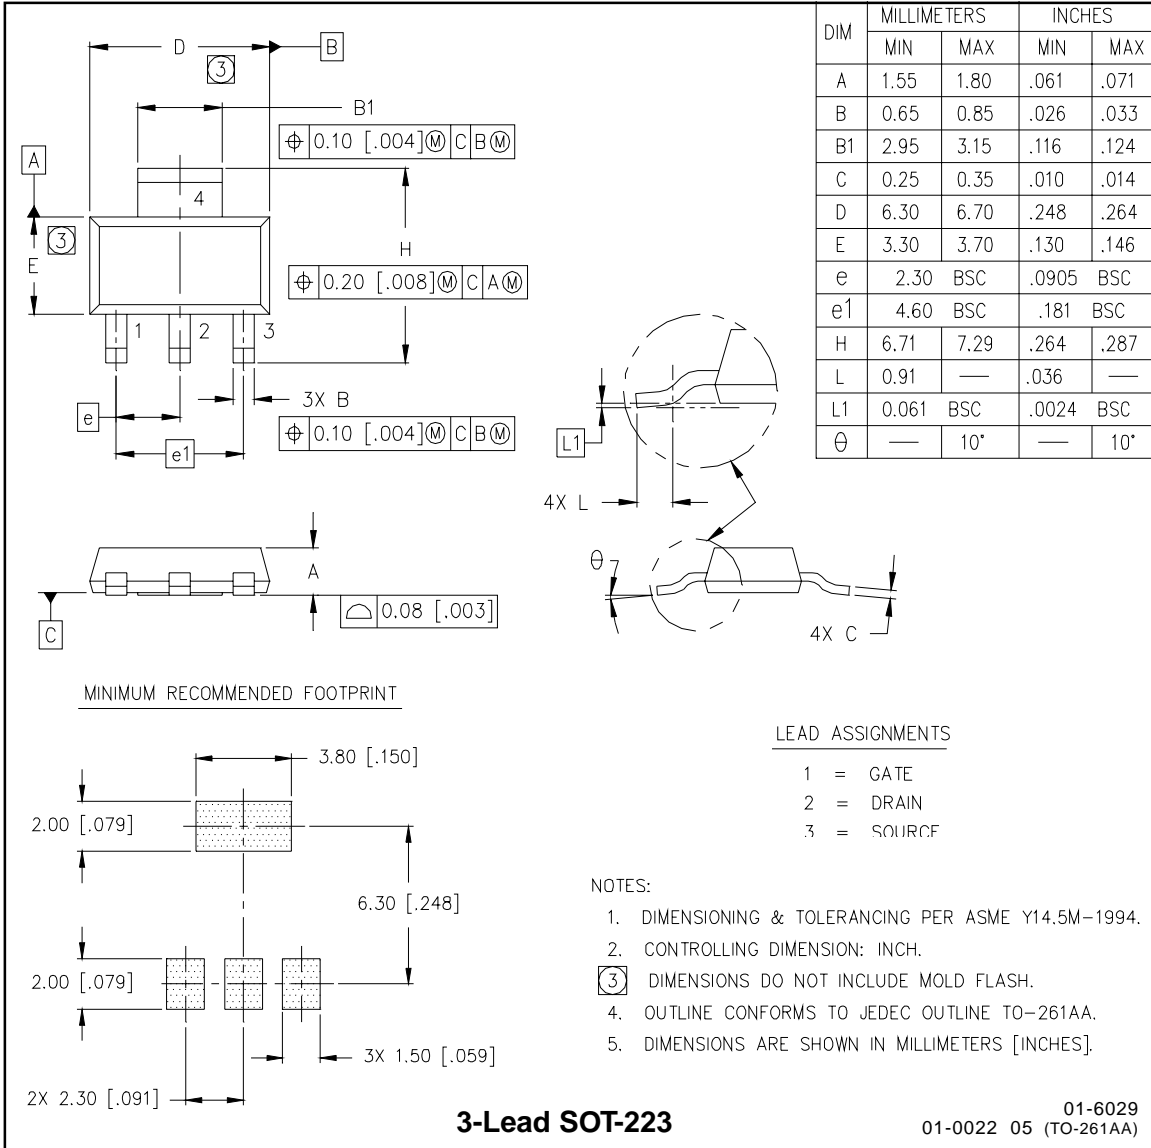 D
B
3
B1
⌖ 0.10 [.004]Ⓜ C BⓂ
A
4
3
E
H
⌖ 0.20 [.008]Ⓜ C AⓂ
1 2 3
3X B
e
⌖ 0.10 [.004]Ⓜ C BⓂ
e1
DIM MILLIMETERS INCHES
MIN MAX MIN MAX
A 1.55 1.80 .061 .071
B 0.65 0.85 .026 .033
B1 2.95 3.15 .116 .124
C 0.25 0.35 .010 .014
D 6.30 6.70 .248 .264
E 3.30 3.70 .130 .146
e 2.30 BSC .0905 BSC
e1 4.60 BSC .181 BSC
H 6.71 7.29 .264 .287
L 0.91 — .036 —
L1 0.061 BSC .0024 BSC
θ — 10° — 10°
L1
4X L
A
⌓ 0.08 [.003]
C
θ
4X C
MINIMUM RECOMMENDED FOOTPRINT
3.80 [.150]
2.00 [.079]
6.30 [.248]
2.00 [.079]
3X 1.50 [.059]
2X 2.30 [.091]
LEAD ASSIGNMENTS
1 = GATE
2 = DRAIN
3 = SOURCE
NOTES:
1. DIMENSIONING & TOLERANCING PER ASME Y14.5M-1994.
2. CONTROLLING DIMENSION: INCH.
3 DIMENSIONS DO NOT INCLUDE MOLD FLASH.
4. OUTLINE CONFORMS TO JEDEC OUTLINE TO-261AA.
5. DIMENSIONS ARE SHOWN IN MILLIMETERS [INCHES].
3-Lead SOT-223
01-6029
01-0022 05 (TO-261AA)